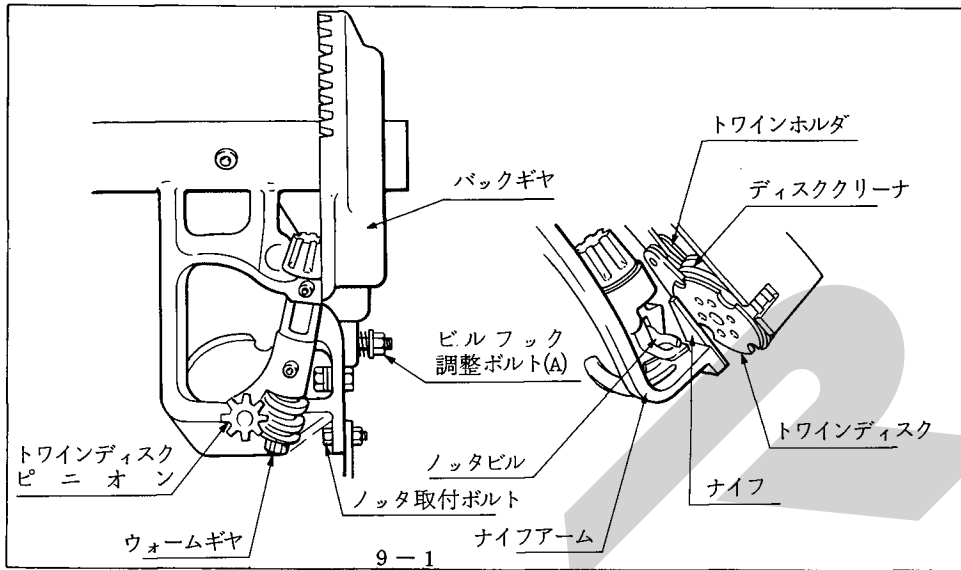 バックギヤ
ビルフック
調整ボルト(A)
トワインディスク
ピニオン
ノッタ取付ボルト
ウォームギヤ
トワインホルダ
ディスククリーナ
ノッタビル
トワインディスク
ナイフ
ナイフアーム
9－1